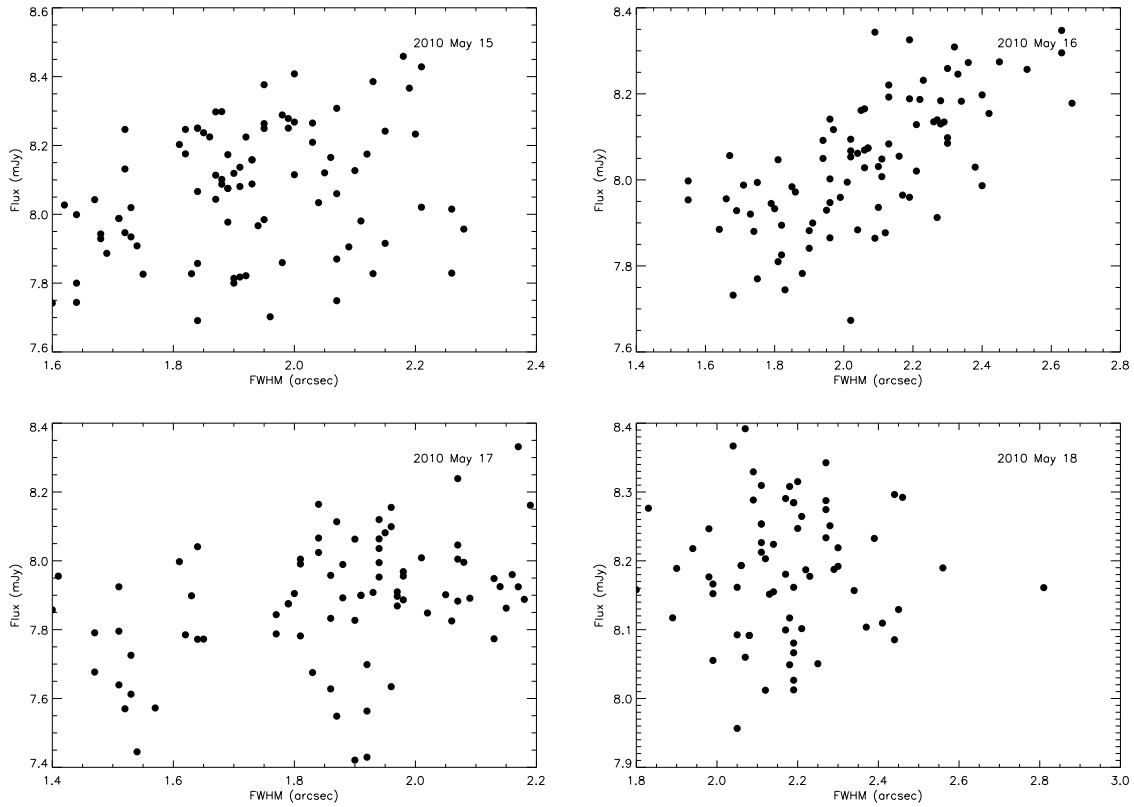 8.6
8.4
8.2
8.0
7.8
7.6
Flux (mJy)
2010 May 15
1.6 1.8 2.0 2.2 2.4
FWHM (arcsec)
8.4
8.2
8.0
7.8
7.6
Flux (mJy)
2010 May 16
1.4 1.6 1.8 2.0 2.2 2.4 2.6 2.8
FWHM (arcsec)
8.4
8.2
8.0
7.8
7.6
7.4
Flux (mJy)
2010 May 17
1.4 1.6 1.8 2.0 2.2
FWHM (arcsec)
8.4
8.3
8.2
8.1
8.0
7.9
Flux (mJy)
2010 May 18
1.8 2.0 2.2 2.4 2.6 2.8 3.0
FWHM (arcsec)